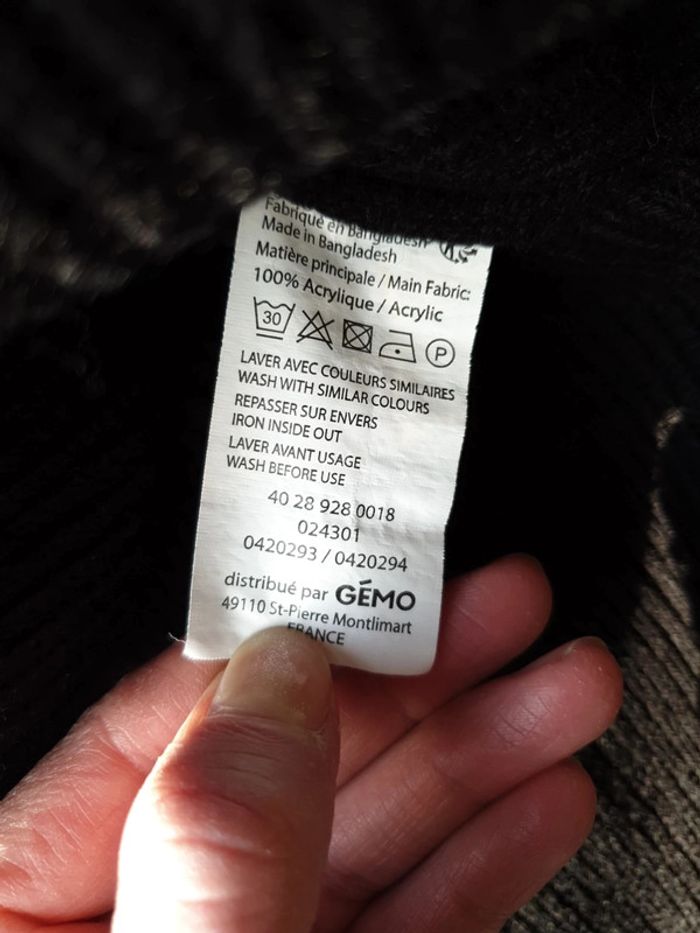 Fabriqué en Bangladesh
Made in Bangladesh
Matière principale / Main Fabric:
100% Acrylique / Acrylic
30 P
LAVER AVEC COULEURS SIMILAIRES
WASH WITH SIMILAR COLOURS
REPASSER SUR ENVERS
IRON INSIDE OUT
LAVER AVANT USAGE
WASH BEFORE USE
40 28 928 0018
024301
0420293 / 0420294
distribué par GÉMO
49110 St-Pierre Montlimart
FRANCE